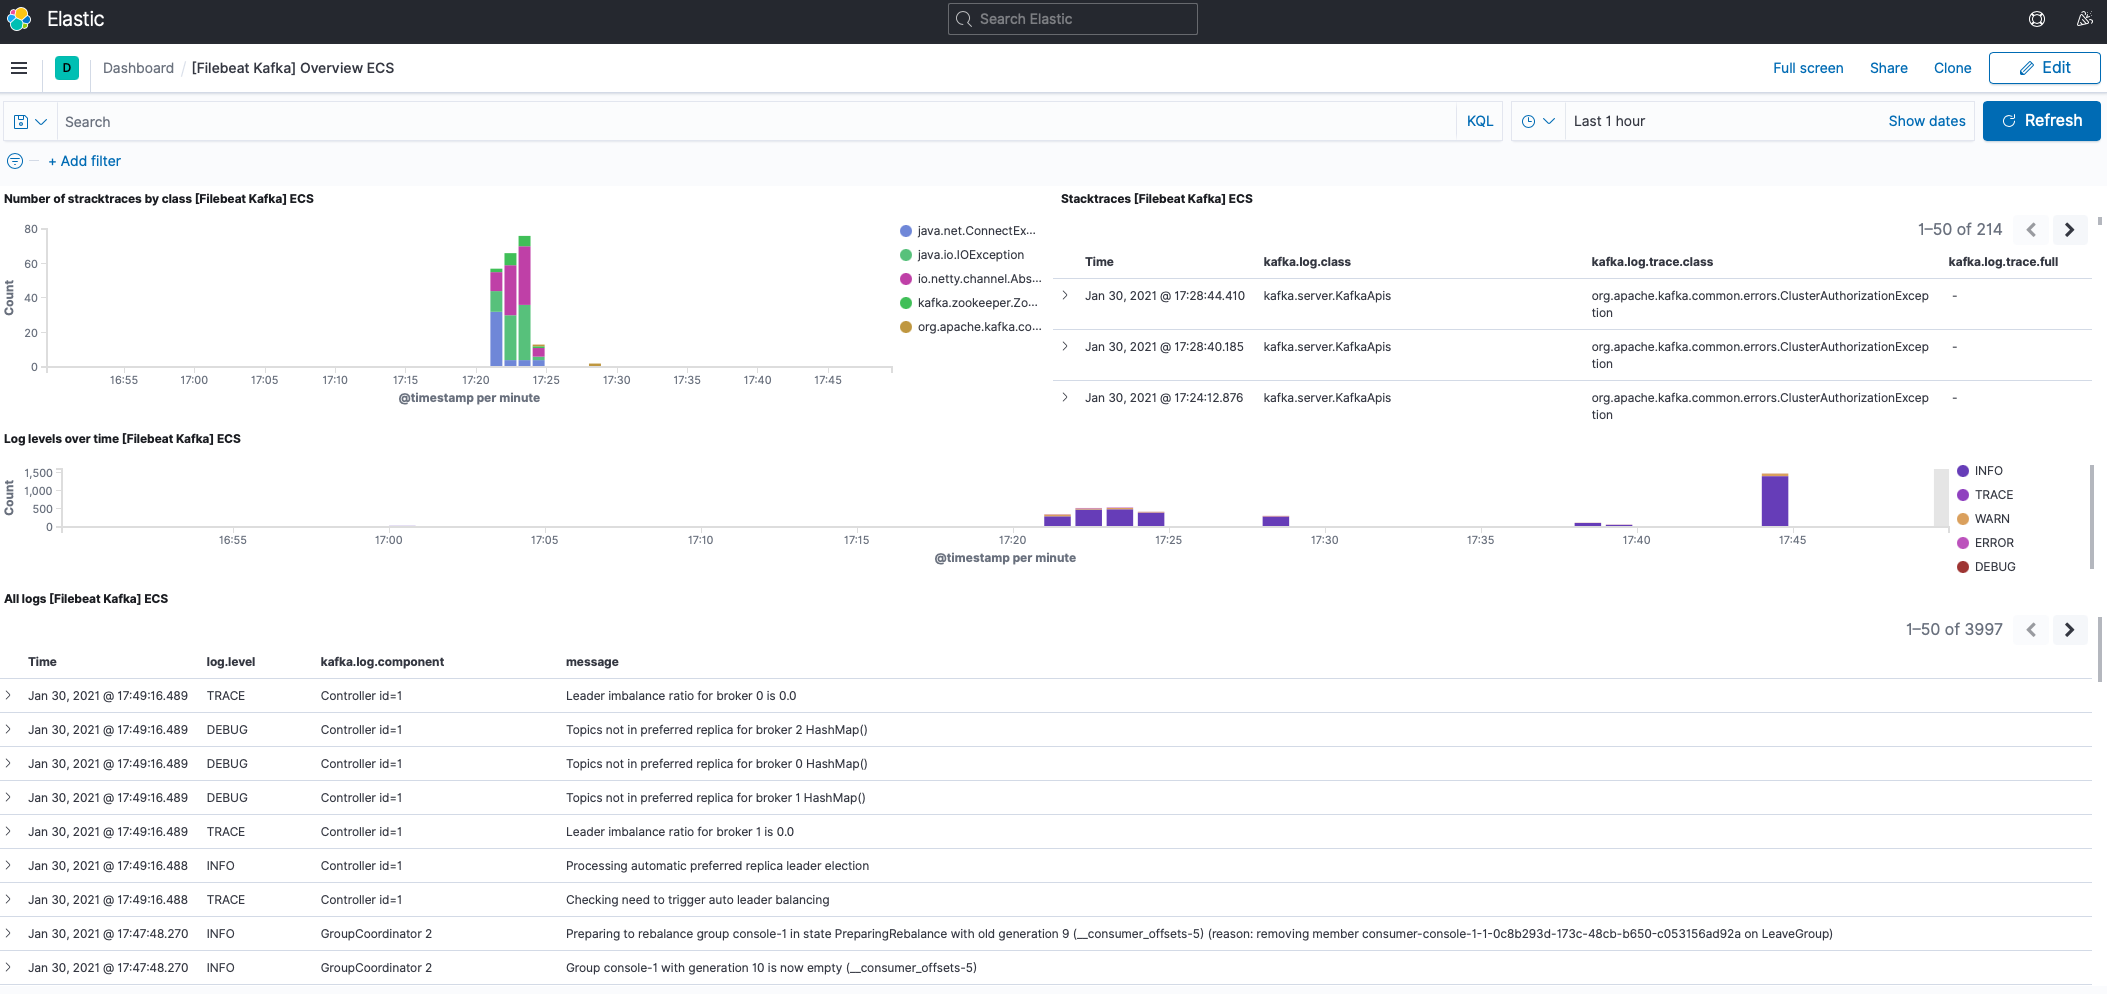 Elastic
Search Elastic
D
Dashboard / [Filebeat Kafka] Overview ECS
Full screen Share Clone Edit
Search KQL Last 1 hour Show dates Refresh
+ Add filter
Number of stracktraces by class [Filebeat Kafka] ECS
80
60
40
20
0
Count
16:55 17:00 17:05 17:10 17:15 17:20 17:25 17:30 17:35 17:40 17:45
@timestamp per minute
java.net.ConnectEx...
java.io.IOException
io.netty.channel.Abs...
kafka.zookeeper.Zo...
org.apache.kafka.co...
Stacktraces [Filebeat Kafka] ECS
1–50 of 214
Time kafka.log.class kafka.log.trace.class kafka.log.trace.full
Jan 30, 2021 @ 17:28:44.410 kafka.server.KafkaApis org.apache.kafka.common.errors.ClusterAuthorizationExcep -
tion
Jan 30, 2021 @ 17:28:40.185 kafka.server.KafkaApis org.apache.kafka.common.errors.ClusterAuthorizationExcep -
tion
Jan 30, 2021 @ 17:24:12.876 kafka.server.KafkaApis org.apache.kafka.common.errors.ClusterAuthorizationExcep -
tion
Log levels over time [Filebeat Kafka] ECS
1,500
1,000
500
0
Count
16:55 17:00 17:05 17:10 17:15 17:20 17:25 17:30 17:35 17:40 17:45
@timestamp per minute
INFO
TRACE
WARN
ERROR
DEBUG
All logs [Filebeat Kafka] ECS
1–50 of 3997
Time log.level kafka.log.component message
Jan 30, 2021 @ 17:49:16.489 TRACE Controller id=1 Leader imbalance ratio for broker 0 is 0.0
Jan 30, 2021 @ 17:49:16.489 DEBUG Controller id=1 Topics not in preferred replica for broker 2 HashMap()
Jan 30, 2021 @ 17:49:16.489 DEBUG Controller id=1 Topics not in preferred replica for broker 0 HashMap()
Jan 30, 2021 @ 17:49:16.489 DEBUG Controller id=1 Topics not in preferred replica for broker 1 HashMap()
Jan 30, 2021 @ 17:49:16.489 TRACE Controller id=1 Leader imbalance ratio for broker 1 is 0.0
Jan 30, 2021 @ 17:49:16.488 INFO Controller id=1 Processing automatic preferred replica leader election
Jan 30, 2021 @ 17:49:16.488 TRACE Controller id=1 Checking need to trigger auto leader balancing
Jan 30, 2021 @ 17:47:48.270 INFO GroupCoordinator 2 Preparing to rebalance group console-1 in state PreparingRebalance with old generation 9 (__consumer_offsets-5) (reason: removing member consumer-console-1-1-0c8b293d-173c-48cb-b650-c053156ad92a on LeaveGroup)
Jan 30, 2021 @ 17:47:48.270 INFO GroupCoordinator 2 Group console-1 with generation 10 is now empty (__consumer_offsets-5)